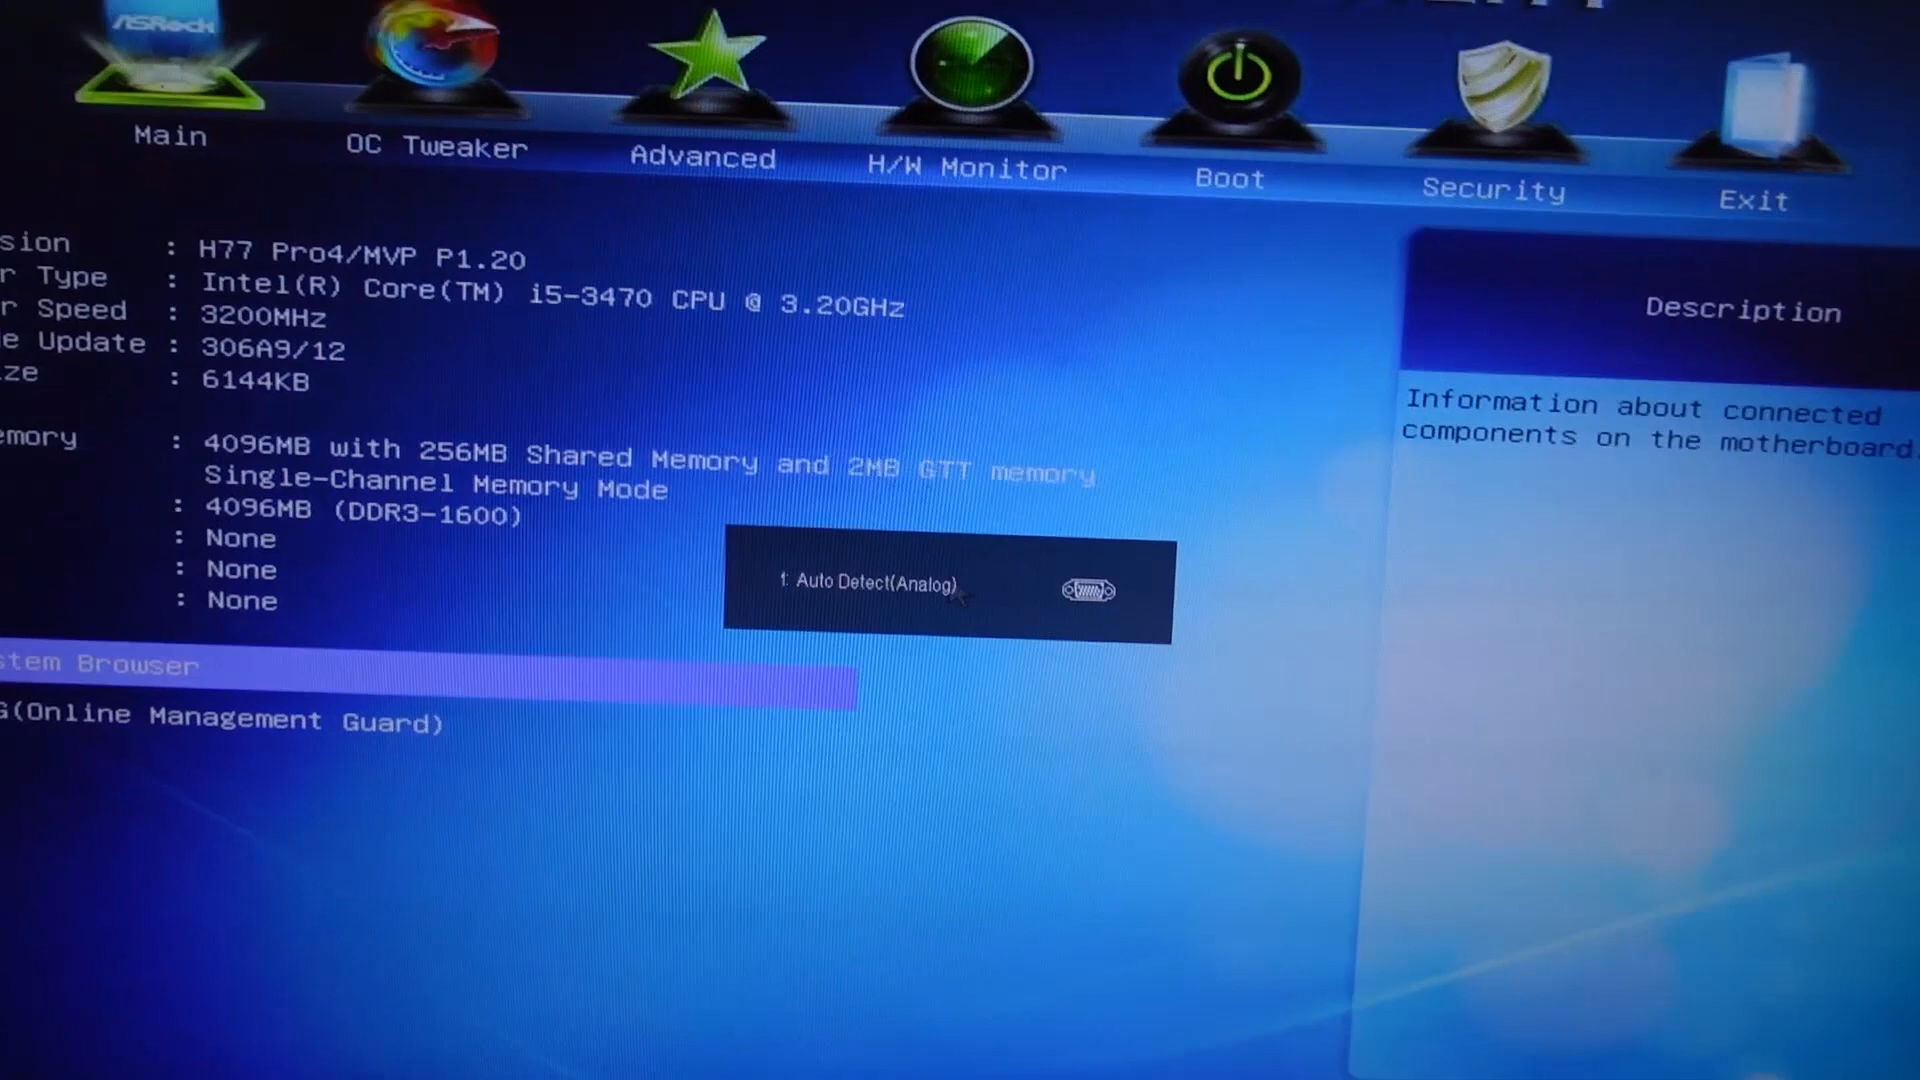 ASRock
Main
OC Tweaker
Advanced
H/W Monitor
Boot
Security
Exit
sion : H77 Pro4/MVP P1.20
r Type : Intel(R) Core(TM) i5-3470 CPU @ 3.20GHz
r Speed : 3200MHz
e Update : 306A9/12
ze : 6144KB
emory : 4096MB with 256MB Shared Memory and 2MB GTT memory
Single-Channel Memory Mode
: 4096MB (DDR3-1600)
: None
: None
: None
stem Browser
G(Online Management Guard)
1: Auto Detect(Analog)
Description
Information about connected
components on the motherboard.